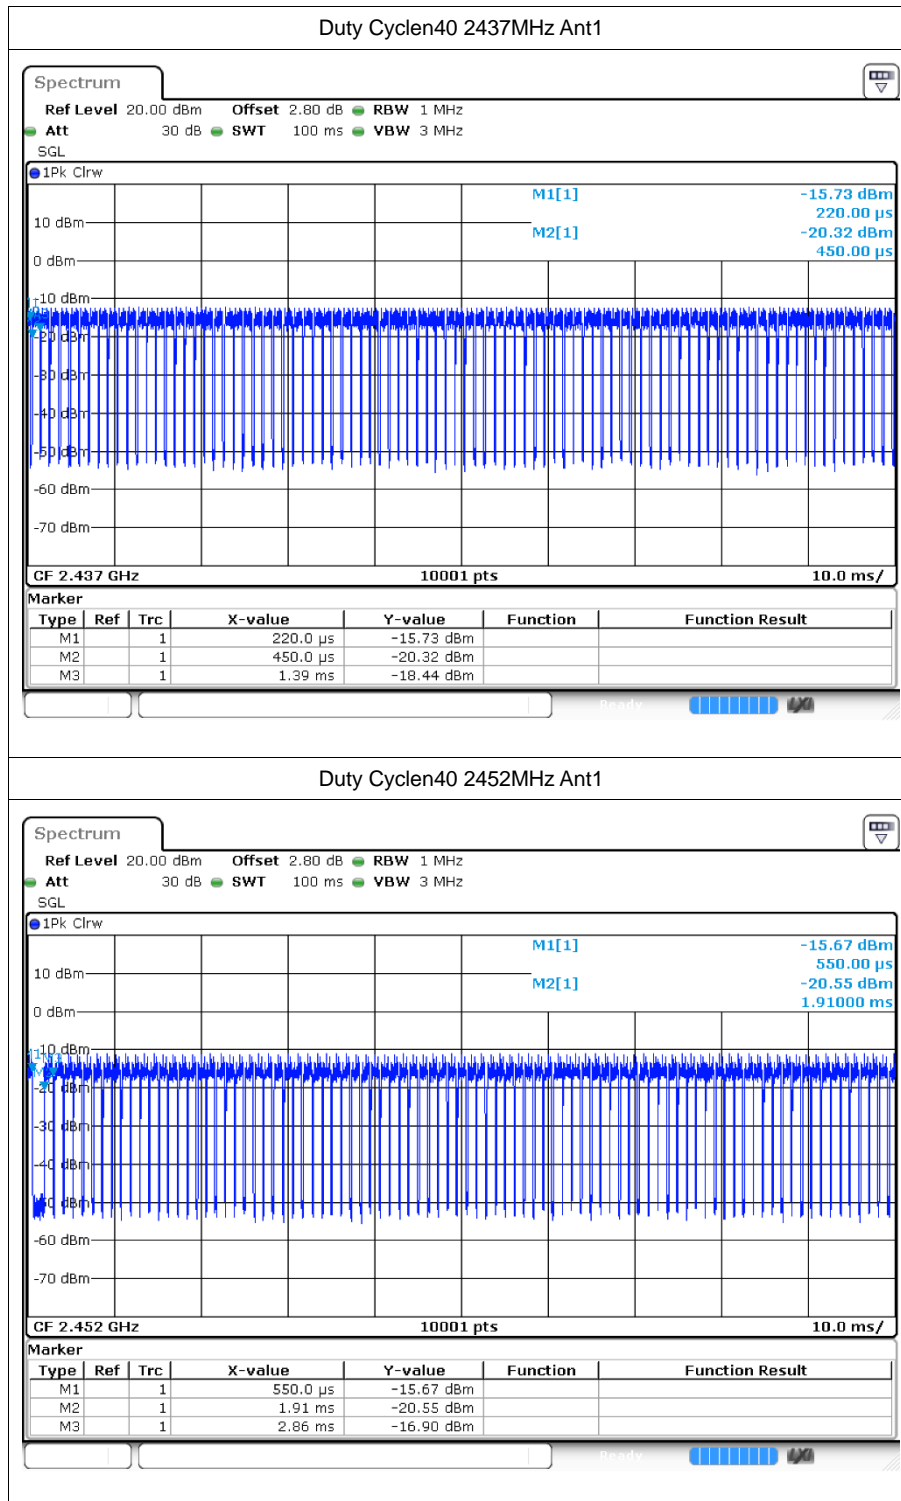 Duty Cyclen40 2437MHz Ant1
Spectrum
Ref Level 20.00 dBm Offset 2.80 dB RBW 1 MHz
Att 30 dB SWT 100 ms VBW 3 MHz
SGL
1Pk Clrw
M1[1] -15.73 dBm
220.00 µs
10 dBm
M2[1] -20.32 dBm
450.00 µs
0 dBm
-10 dBm
-20 dBm
-30 dBm
-40 dBm
-50 dBm
-60 dBm
-70 dBm
CF 2.437 GHz 10001 pts 10.0 ms/
Marker
Type Ref Trc X-value Y-value Function Function Result
M1 1 220.0 µs -15.73 dBm
M2 1 450.0 µs -20.32 dBm
M3 1 1.39 ms -18.44 dBm
Ready LXI
Duty Cyclen40 2452MHz Ant1
Spectrum
Ref Level 20.00 dBm Offset 2.80 dB RBW 1 MHz
Att 30 dB SWT 100 ms VBW 3 MHz
SGL
1Pk Clrw
M1[1] -15.67 dBm
550.00 µs
10 dBm
M2[1] -20.55 dBm
1.91000 ms
0 dBm
-10 dBm
-20 dBm
-30 dBm
-40 dBm
-50 dBm
-60 dBm
-70 dBm
CF 2.452 GHz 10001 pts 10.0 ms/
Marker
Type Ref Trc X-value Y-value Function Function Result
M1 1 550.0 µs -15.67 dBm
M2 1 1.91 ms -20.55 dBm
M3 1 2.86 ms -16.90 dBm
Ready LXI